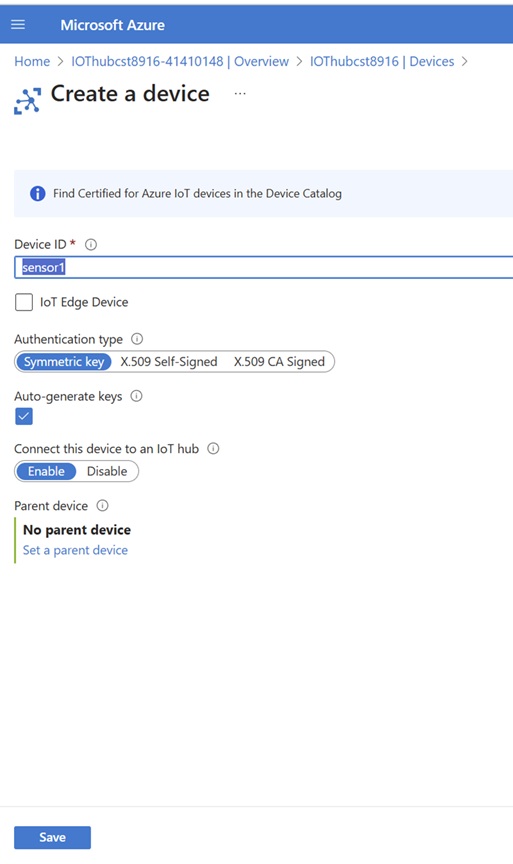 Microsoft Azure
Home > IOThubcst8916-41410148 | Overview > IOThubcst8916 | Devices >
Create a device ...
Find Certified for Azure IoT devices in the Device Catalog
Device ID *
sensor1
IoT Edge Device
Authentication type
Symmetric key X.509 Self-Signed X.509 CA Signed
Auto-generate keys
Connect this device to an IoT hub
Enable Disable
Parent device
No parent device
Set a parent device
Save